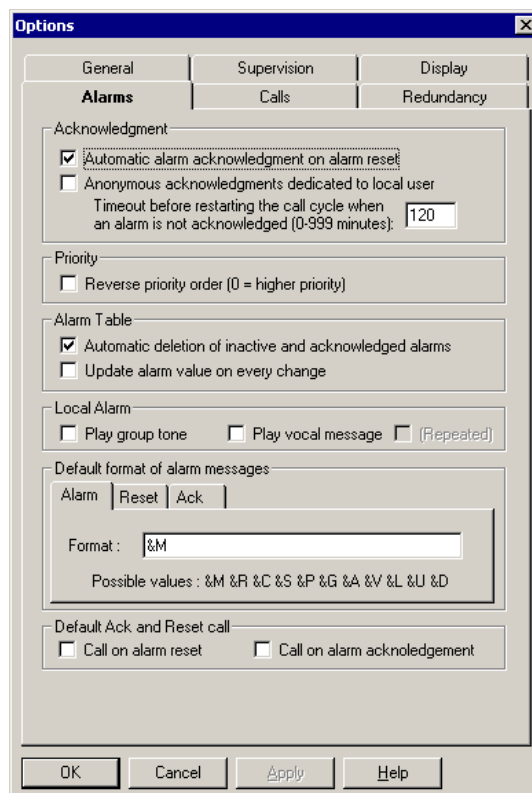 Options
General Supervision Display
Alarms Calls Redundancy
Acknowledgment
Automatic alarm acknowledgment on alarm reset
Anonymous acknowledgments dedicated to local user
Timeout before restarting the call cycle when
an alarm is not acknowledged (0-999 minutes): 120
Priority
Reverse priority order (0 = higher priority)
Alarm Table
Automatic deletion of inactive and acknowledged alarms
Update alarm value on every change
Local Alarm
Play group tone Play vocal message (Repeated)
Default format of alarm messages
Alarm Reset Ack
Format : &M
Possible values : &M &R &C &S &P &G &A &V &L &U &D
Default Ack and Reset call
Call on alarm reset Call on alarm acknoledgement
OK Cancel Apply Help